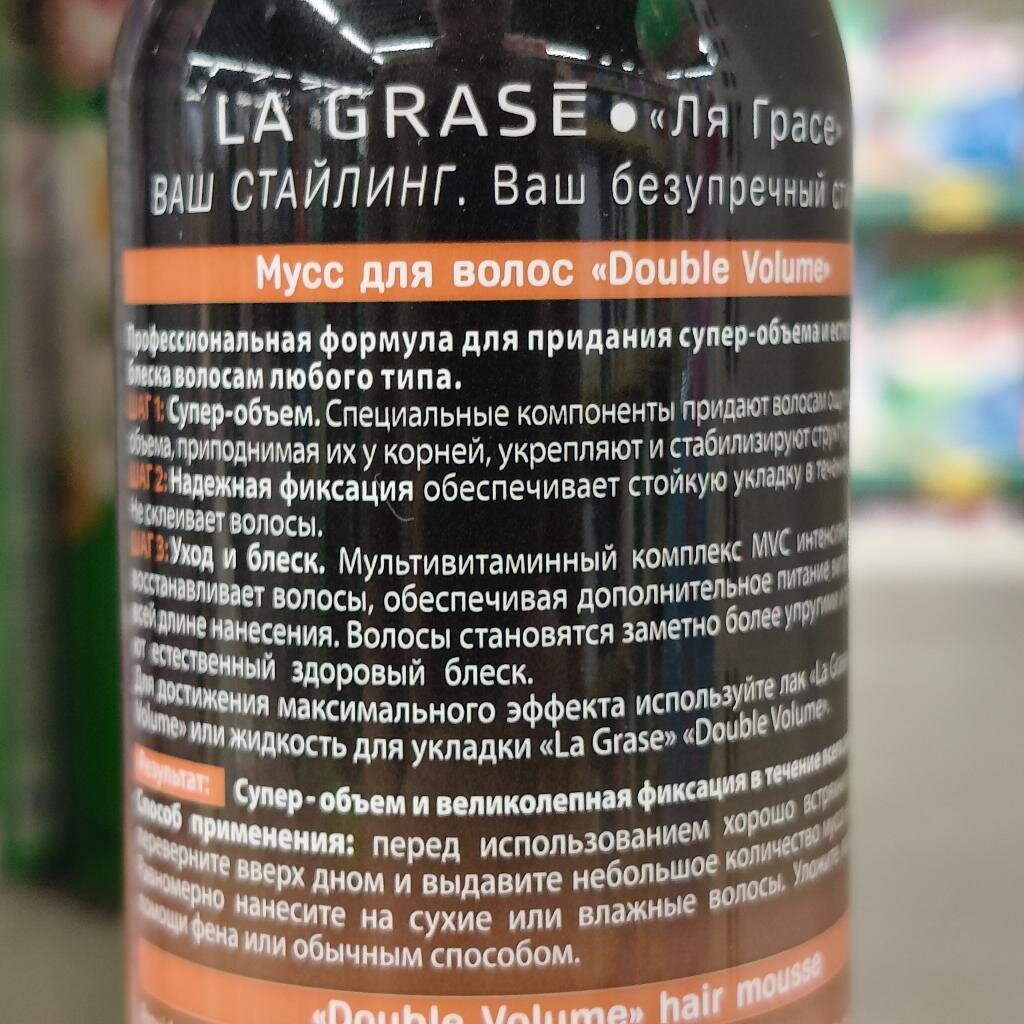 LA GRASĒ • «Ля Грасе»
ВАШ СТАЙЛИНГ. Ваш безупречный
Мусс для волос «Double Volume»
Профессиональная формула для придания супер-объема и
блеска волосам любого типа.
ШАГ 1: Супер-объем. Специальные компоненты придают волосам
объема, приподнимая их у корней, укрепляют и стабилизируют
ШАГ 2: Надежная фиксация обеспечивает стойкую укладку в
Не склеивает волосы.
ШАГ 3: Уход и блеск. Мультивитаминный комплекс MVC
восстанавливает волосы, обеспечивая дополнительное питание
всей длине нанесения. Волосы становятся заметно более упругими
естественный здоровый блеск.
Для достижения максимального эффекта используйте лак «La
Volume» или жидкость для укладки «La Grase» «Double Volume».
Результат: Супер-объем и великолепная фиксация в течение
Способ применения: перед использованием хорошо
переверните вверх дном и выдавите небольшое количество
Равномерно нанесите на сухие или влажные волосы. Уложите
помощи фена или обычным способом.
«Double Volume» hair mousse